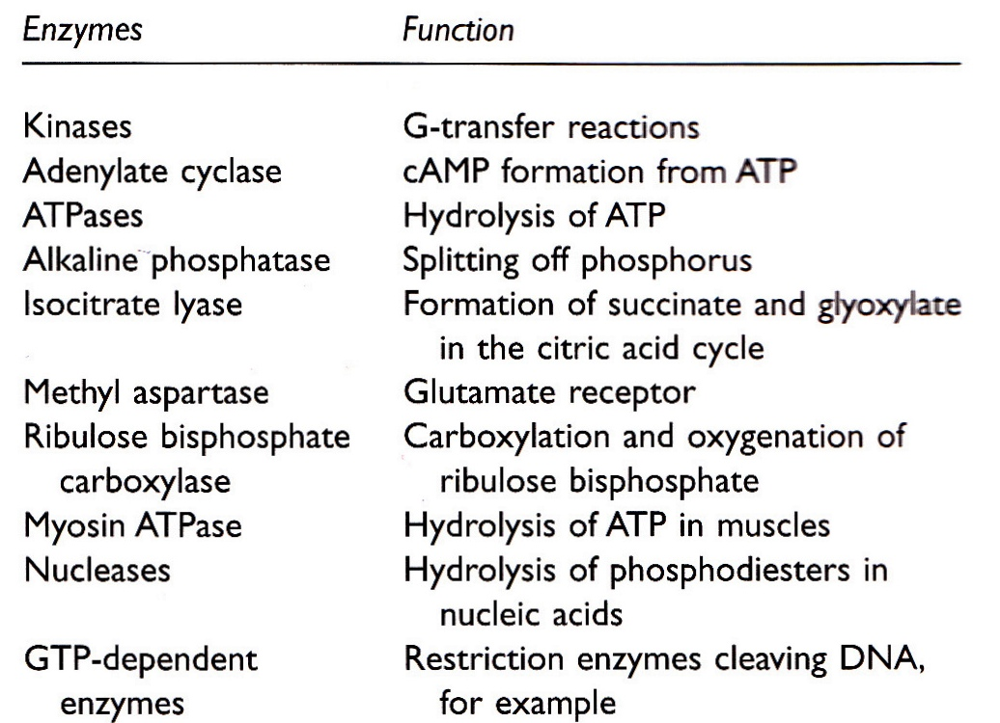 Enzymes Function
Kinases G-transfer reactions
Adenylate cyclase cAMP formation from ATP
ATPases Hydrolysis of ATP
Alkaline phosphatase Splitting off phosphorus
Isocitrate lyase Formation of succinate and glyoxylate
in the citric acid cycle
Methyl aspartase Glutamate receptor
Ribulose bisphosphate Carboxylation and oxygenation of
carboxylase ribulose bisphosphate
Myosin ATPase Hydrolysis of ATP in muscles
Nucleases Hydrolysis of phosphodiesters in
nucleic acids
GTP-dependent Restriction enzymes cleaving DNA,
enzymes for example